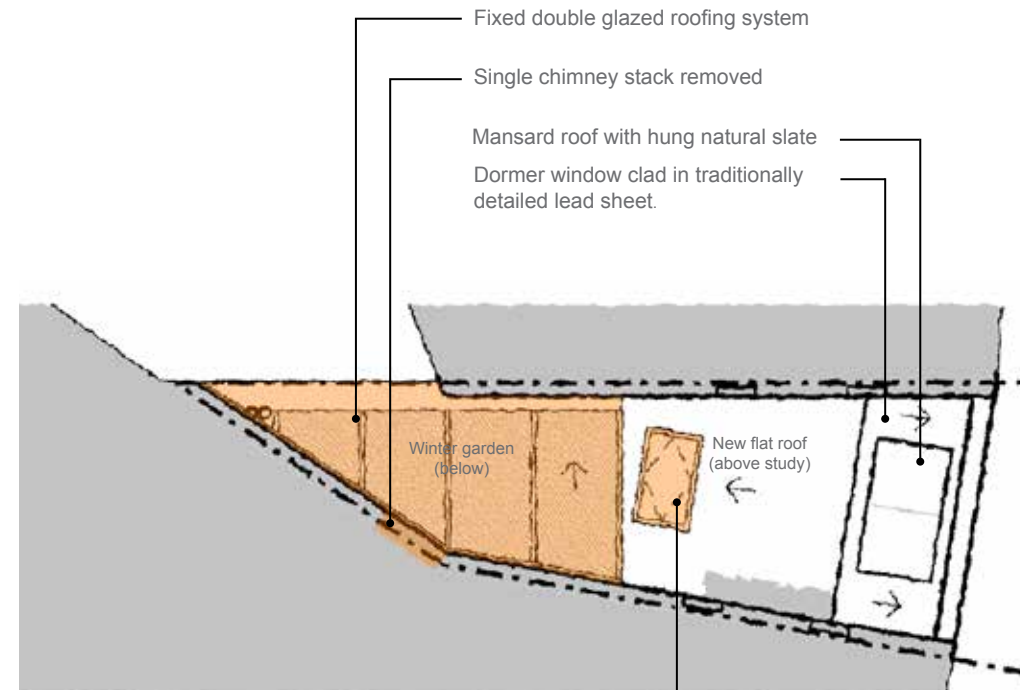 Fixed double glazed roofing system
Single chimney stack removed
Mansard roof with hung natural slate
Dormer window clad in traditionally
detailed lead sheet.
Winter garden
(below)
New flat roof
(above study)